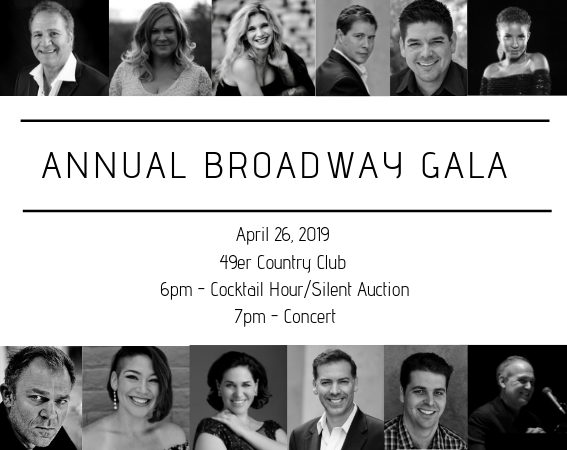 ANNUAL BROADWAY GALA
April 26, 2019
49er Country Club
6pm - Cocktail Hour/Silent Auction
7pm - Concert